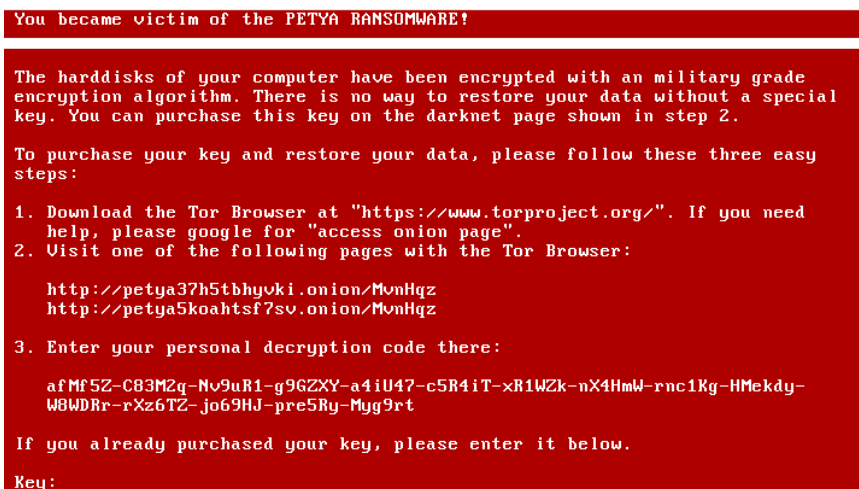 You became victim of the PETYA RANSOMWARE!
The harddisks of your computer have been encrypted with an military grade
encryption algorithm. There is no way to restore your data without a special
key. You can purchase this key on the darknet page shown in step 2.
To purchase your key and restore your data, please follow these three easy
steps:
1. Download the Tor Browser at "https://www.torproject.org/". If you need
help, please google for "access onion page".
2. Visit one of the following pages with the Tor Browser:
http://petya37h5tbhyvki.onion/MvnHqz
http://petya5koahtsf7sv.onion/MvnHqz
3. Enter your personal decryption code there:
afMf5Z-C83M2q-Nv9uR1-g9GZXY-a4iU47-c5R4iT-xR1WZk-nX4HmW-rnc1Kg-HMekdy-
W8WDRr-rXz6TZ-jo69HJ-pre5Ry-Myg9rt
If you already purchased your key, please enter it below.
Key: